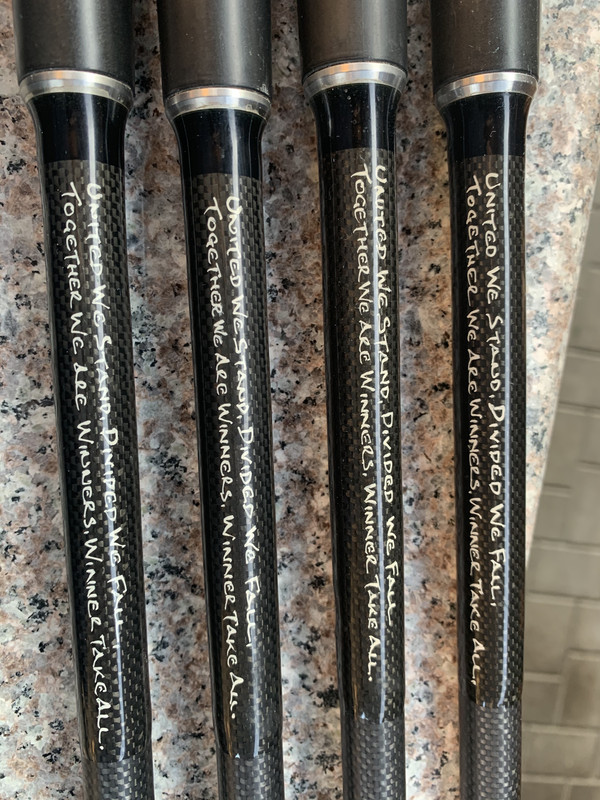 United We Stand, Divided We Fall,
Together We are Winners, Winner Take All.
United We Stand, Divided We Fall,
Together We are Winners, Winner Take All.
United We Stand, Divided We Fall
Together We are Winners, Winner Take All.
United We Stand, Divided We Fall,
Together We are Winners, Winner Take All,